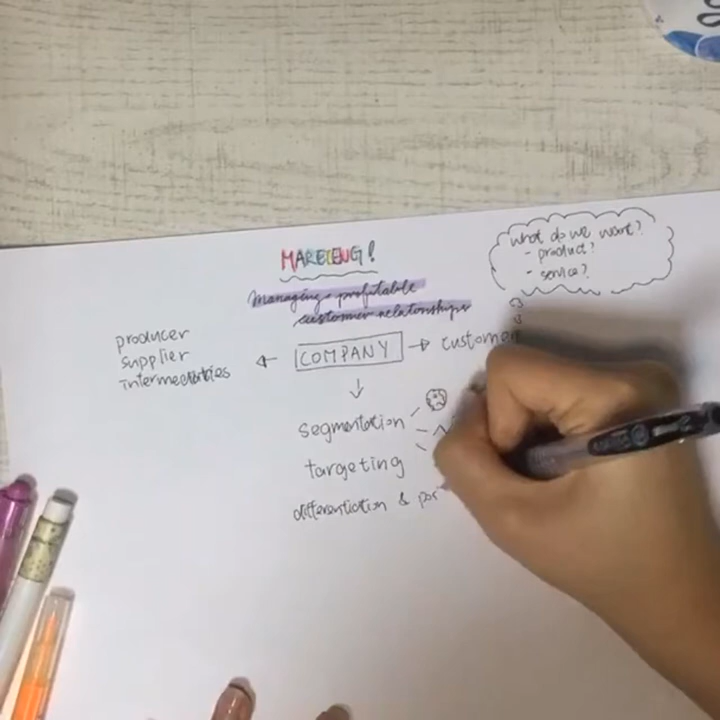 MARKETING!
managing profitable
customer relationships
what do we want?
- product?
- service?
producer
supplier
intermediaries
COMPANY
customer
segmentation
targeting
differentiation & pos